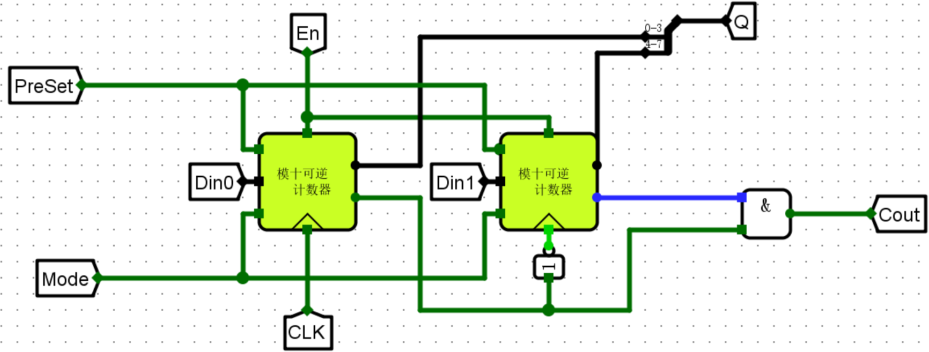 En
Q
0-3
4-7
PreSet
模十可逆
计数器
模十可逆
计数器
Din0
Din1
&
Cout
1
Mode
CLK